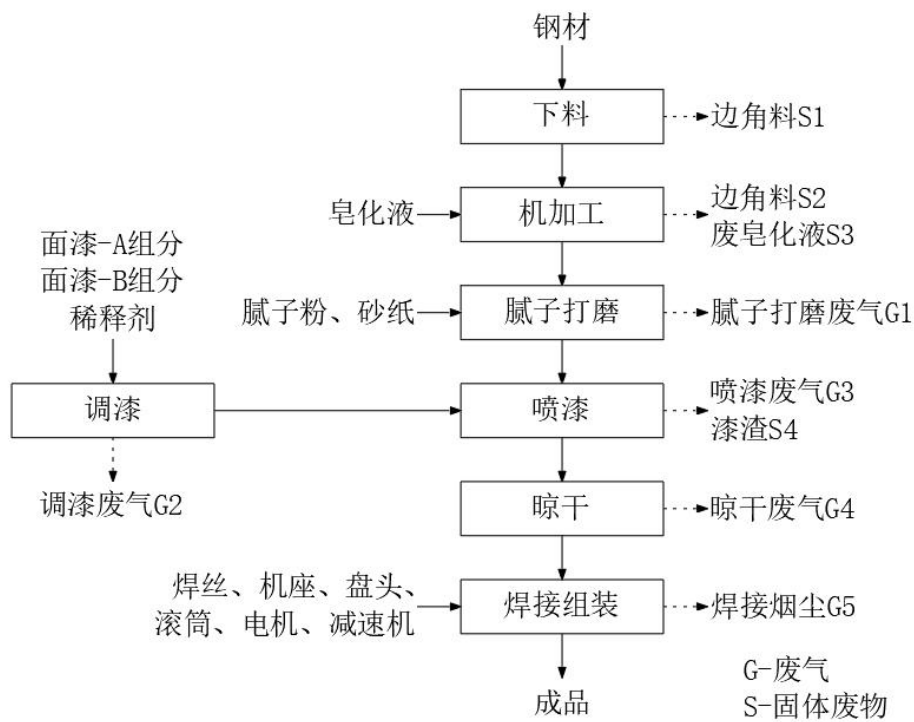 钢材
下料
边角料S1
皂化液
机加工
边角料S2
废皂化液S3
面漆-A组分
面漆-B组分
稀释剂
腻子粉、砂纸
腻子打磨
腻子打磨废气G1
调漆
喷漆
喷漆废气G3
漆渣S4
调漆废气G2
晾干
晾干废气G4
焊丝、机座、盘头、
滚筒、电机、减速机
焊接组装
焊接烟尘G5
成品
G-废气
S-固体废物